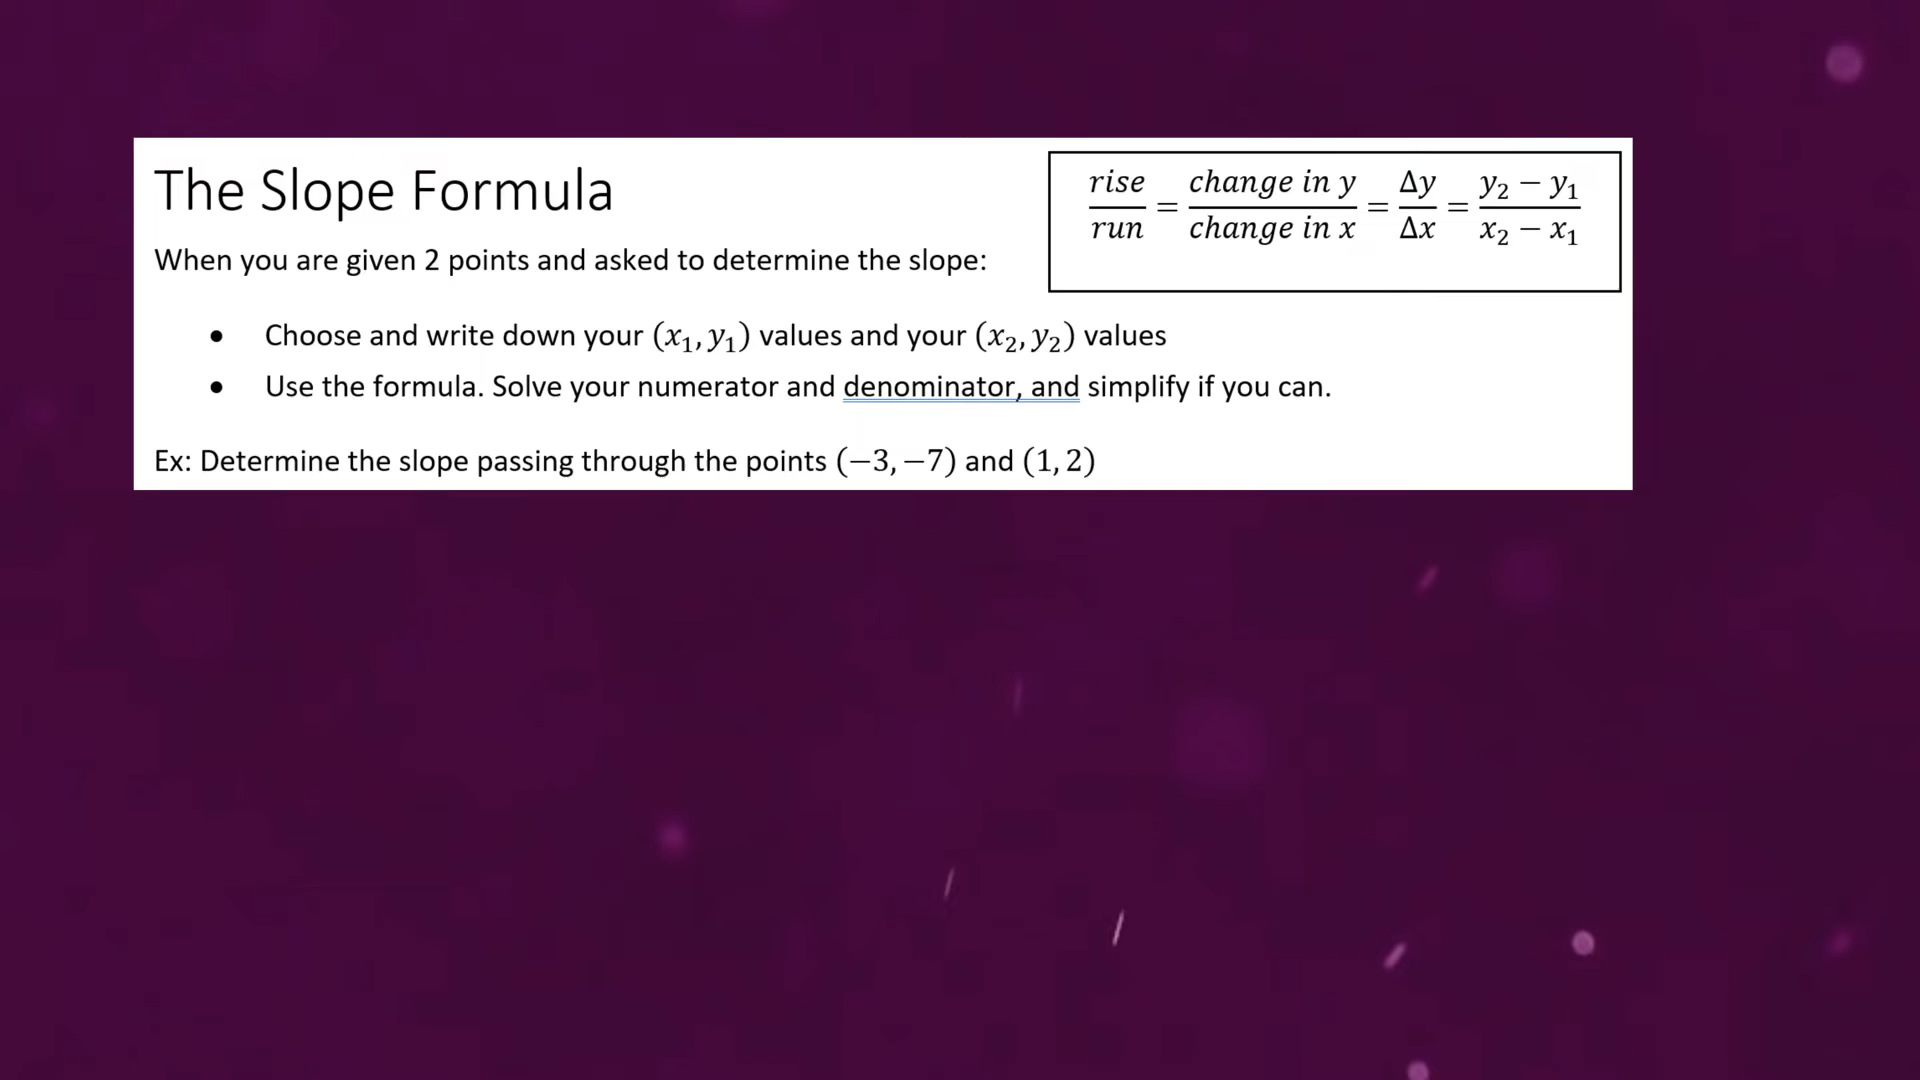 The Slope Formula
rise/run = change in y/change in x = Δy/Δx = y₂ − y₁/x₂ − x₁
When you are given 2 points and asked to determine the slope:
• Choose and write down your (x₁, y₁) values and your (x₂, y₂) values
• Use the formula. Solve your numerator and denominator, and simplify if you can.
Ex: Determine the slope passing through the points (−3, −7) and (1, 2)